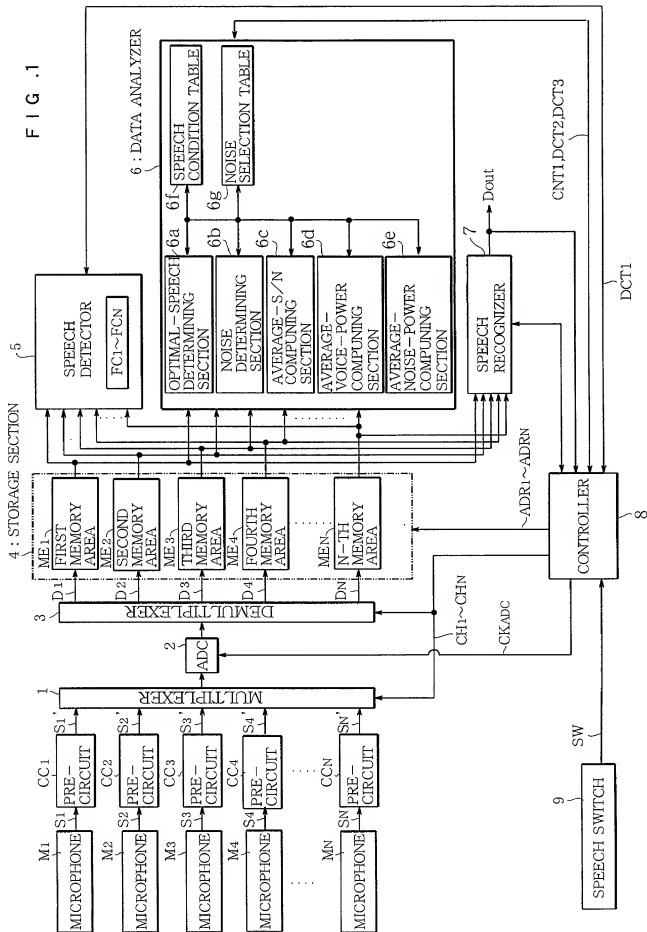 FIG.1
M1
MICROPHONE
S1
CC1
PRE-
CIRCUIT
S1'
M2
MICROPHONE
S2
CC2
PRE-
CIRCUIT
S2'
M3
MICROPHONE
S3
CC3
PRE-
CIRCUIT
S3'
M4
MICROPHONE
S4
CC4
PRE-
CIRCUIT
S4'
MN
MICROPHONE
SN
CCN
PRE-
CIRCUIT
SN'
1
MULTIPLEXER
2
ADC
3
DEMULTIPLEXER
4 : STORAGE SECTION
D1
ME1
FIRST
MEMORY
AREA
D2
ME2
SECOND
MEMORY
AREA
D3
ME3
THIRD
MEMORY
AREA
D4
ME4
FOURTH
MEMORY
AREA
DN
MEN
N-TH
MEMORY
AREA
5
SPEECH
DETECTOR
FC1~FCN
6 : DATA ANALYZER
6a
OPTIMAL-SPEECH
DETERMINING
SECTION
6b
NOISE
DETERMINING
SECTION
6c
AVERAGE-S/N
COMPUNING
SECTION
6d
AVERAGE-
VOICE-POWER
COMPUNING
SECTION
6e
AVERAGE-
NOISE-POWER
COMPUNING
SECTION
6f
SPEECH
CONDITION TABLE
6g
NOISE
SELECTION TABLE
7
SPEECH
RECOGNIZER
Dout
CNT1,DCT2,DCT3
DCT1
ADR1~ADRN
CH1~CHN
CKADC
CONTROLLER
8
SW
9
SPEECH SWITCH